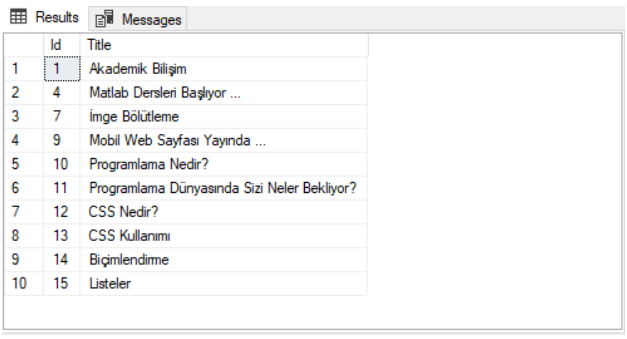 Results Messages
Id Title
1 1 Akademik Bilişim
2 4 Matlab Dersleri Başlıyor ...
3 7 İmge Bölütleme
4 9 Mobil Web Sayfası Yayında ...
5 10 Programlama Nedir?
6 11 Programlama Dünyasında Sizi Neler Bekliyor?
7 12 CSS Nedir?
8 13 CSS Kullanımı
9 14 Biçimlendirme
10 15 Listeler